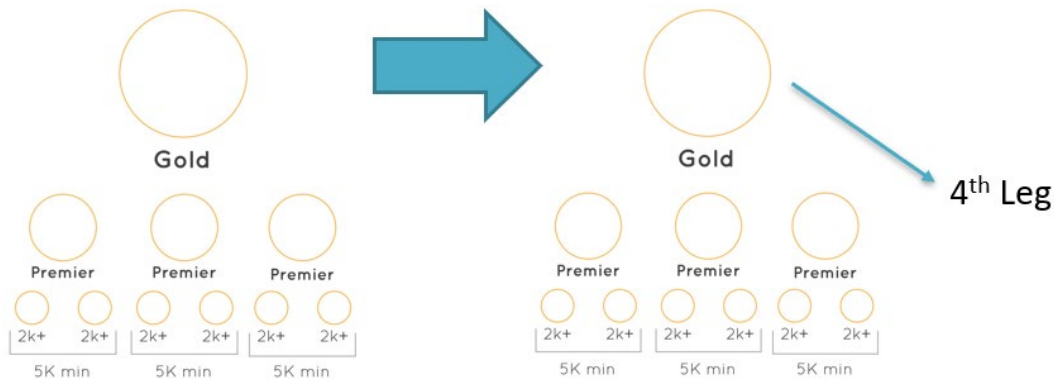 Gold
Premier Premier Premier
2k+ 2k+ 2k+ 2k+ 2k+ 2k+
5K min 5K min 5K min
Gold
4th Leg
Premier Premier Premier
2k+ 2k+ 2k+ 2k+ 2k+ 2k+
5K min 5K min 5K min